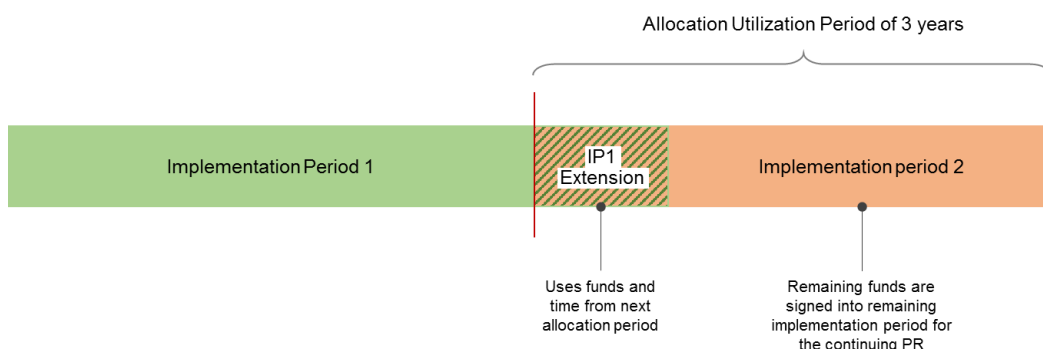 Allocation Utilization Period of 3 years
Implementation Period 1
IP1
Extension
Implementation period 2
Uses funds and
time from next
allocation period
Remaining funds are
signed into remaining
implementation period for
the continuing PR